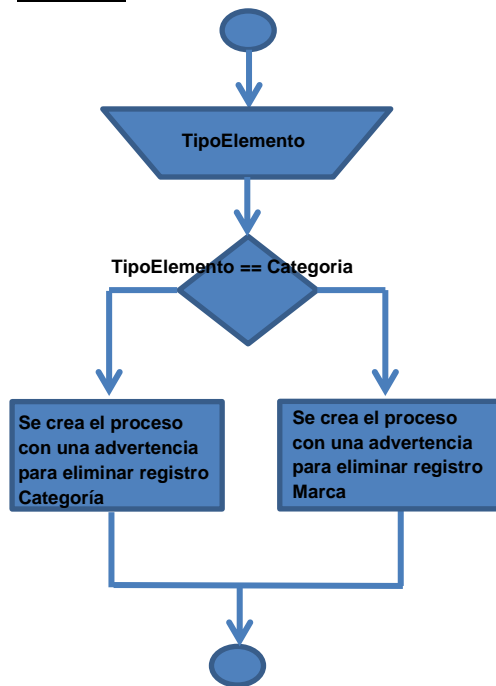 TipoElemento
TipoElemento == Categoria
Se crea el proceso
con una advertencia
para eliminar registro
Categoría
Se crea el proceso
con una advertencia
para eliminar registro
Marca